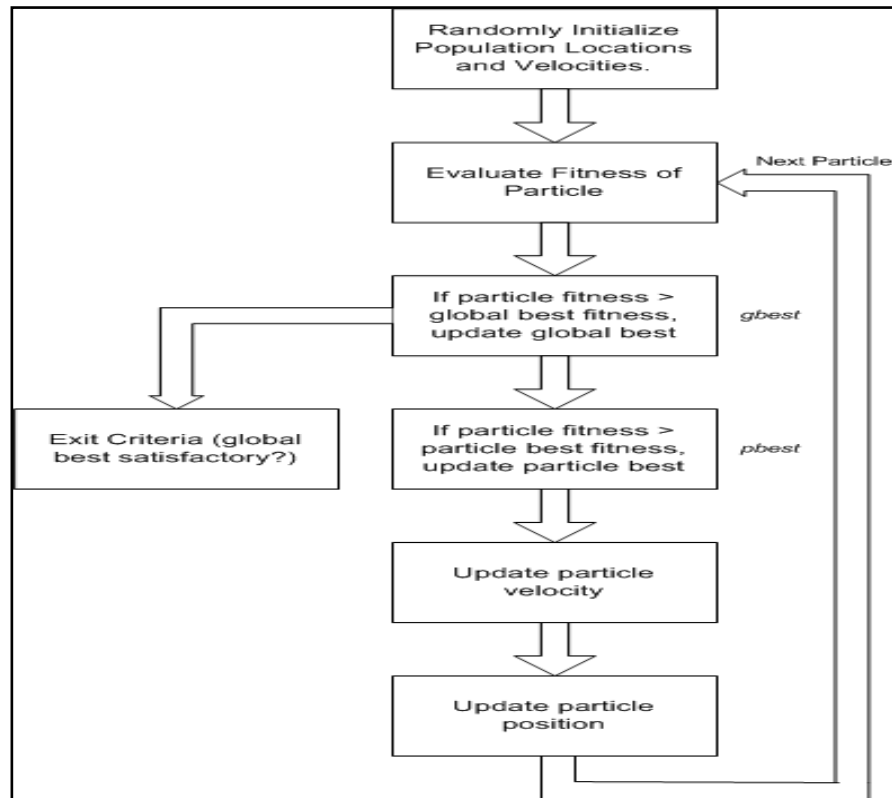 Randomly Initialize
Population Locations
and Velocities.
Next Particle
Evaluate Fitness of
Particle
If particle fitness >
global best fitness,
update global best
gbest
Exit Criteria (global
best satisfactory?)
If particle fitness >
particle best fitness,
update particle best
pbest
Update particle
velocity
Update particle
position